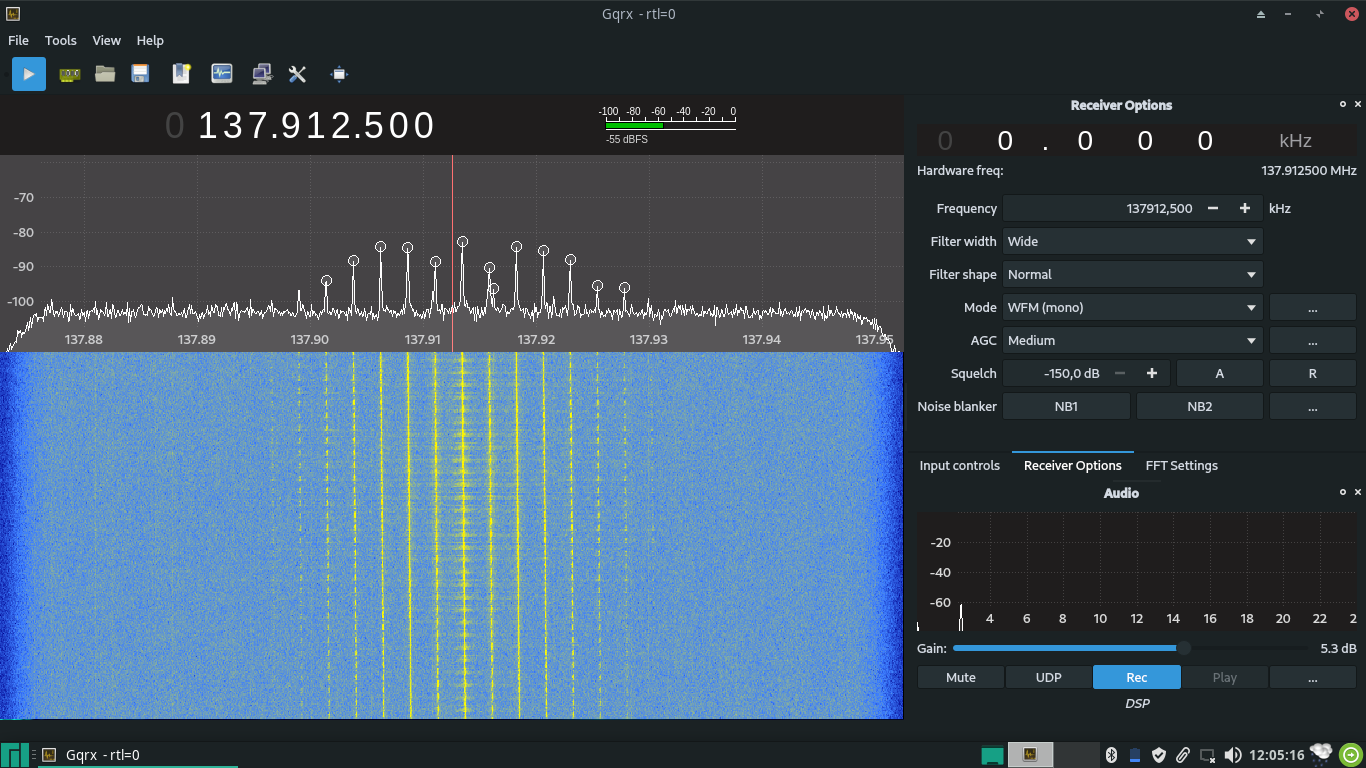 Gqrx - rtl=0
File Tools View Help
0 137.912.500
-100 -80 -60 -40 -20 0
-55 dBFS
-70
-80
-90
-100
137.88 137.89 137.90 137.91 137.92 137.93 137.94 137.95
Receiver Options
0 0.000 kHz
Hardware freq: 137.912500 MHz
Frequency 137912,500 − + kHz
Filter width Wide
Filter shape Normal
Mode WFM (mono) ...
AGC Medium ...
Squelch -150,0 dB − + A R
Noise blanker NB1 NB2 ...
Input controls Receiver Options FFT Settings
Audio
-20
-40
-60
4 6 8 10 12 14 16 18 20 22 2
Gain: 5.3 dB
Mute UDP Rec Play ...
DSP
Gqrx - rtl=0 12:05:16